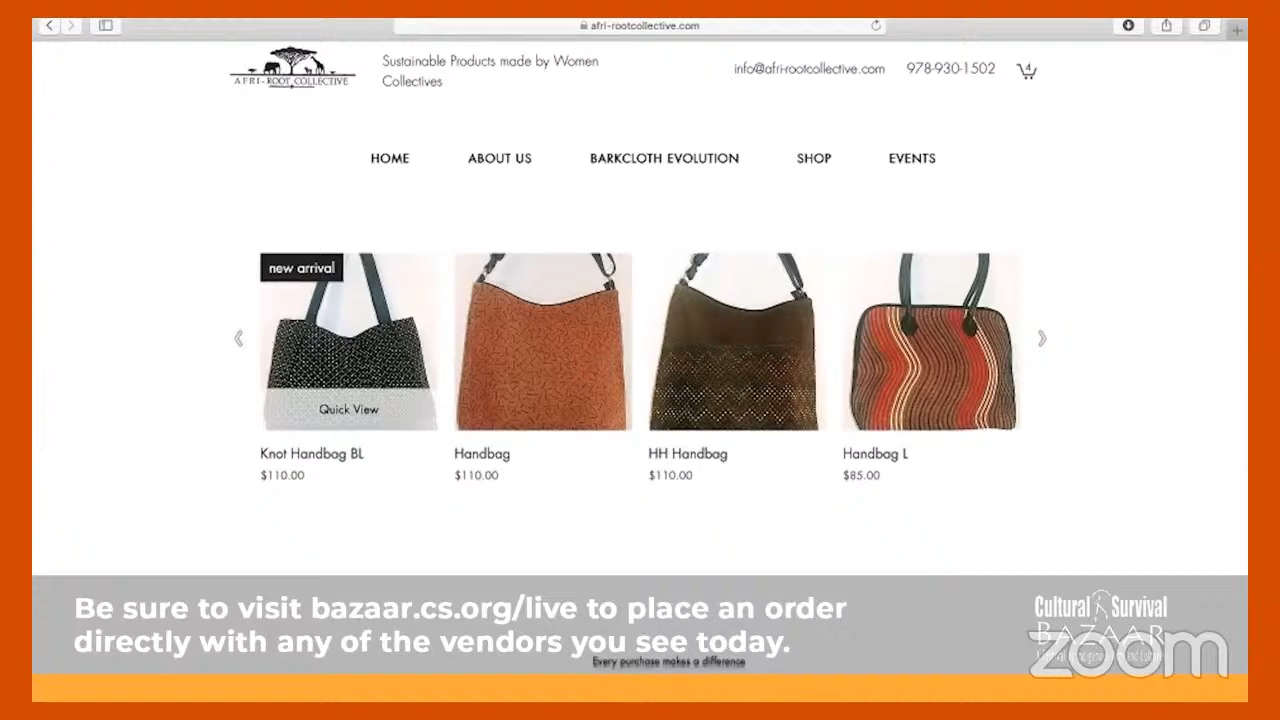 afri-rootcollective.com
AFRI-ROOT COLLECTIVE
Sustainable Products made by Women
Collectives
info@afri-rootcollective.com
978-930-1502
4
HOME
ABOUT US
BARKCLOTH EVOLUTION
SHOP
EVENTS
new arrival
Quick View
Knot Handbag BL
$110.00
Handbag
$110.00
HH Handbag
$110.00
Handbag L
$85.00
Be sure to visit bazaar.cs.org/live to place an order
directly with any of the vendors you see today.
Every purchase makes a difference
Cultural Survival
BAZAAR
zoom